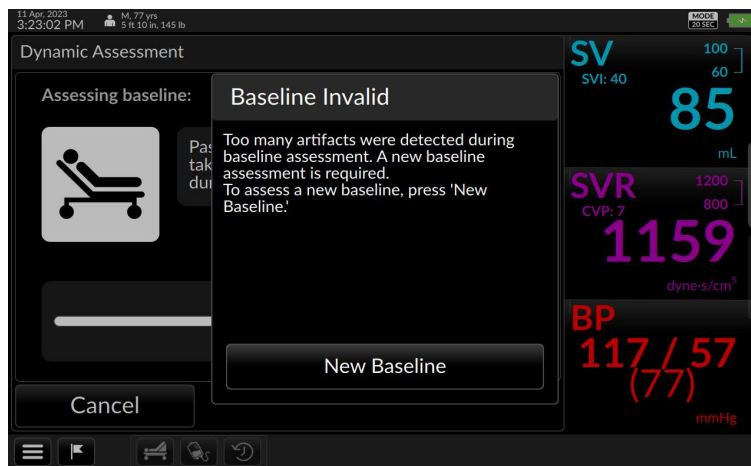 11 Apr, 2023
3:23:02 PM
M, 77 yrs
5 ft 10 in, 145 lb
MODE
20 SEC
Dynamic Assessment
Assessing baseline:
Baseline Invalid
Too many artifacts were detected during
baseline assessment. A new baseline
assessment is required.
To assess a new baseline, press 'New
Baseline.'
New Baseline
Cancel
SV
SVI: 40
100
60
85
mL
SVR
CVP: 7
1200
800
1159
dyne-s/cm⁵
BP
117 / 57
(77)
mmHg